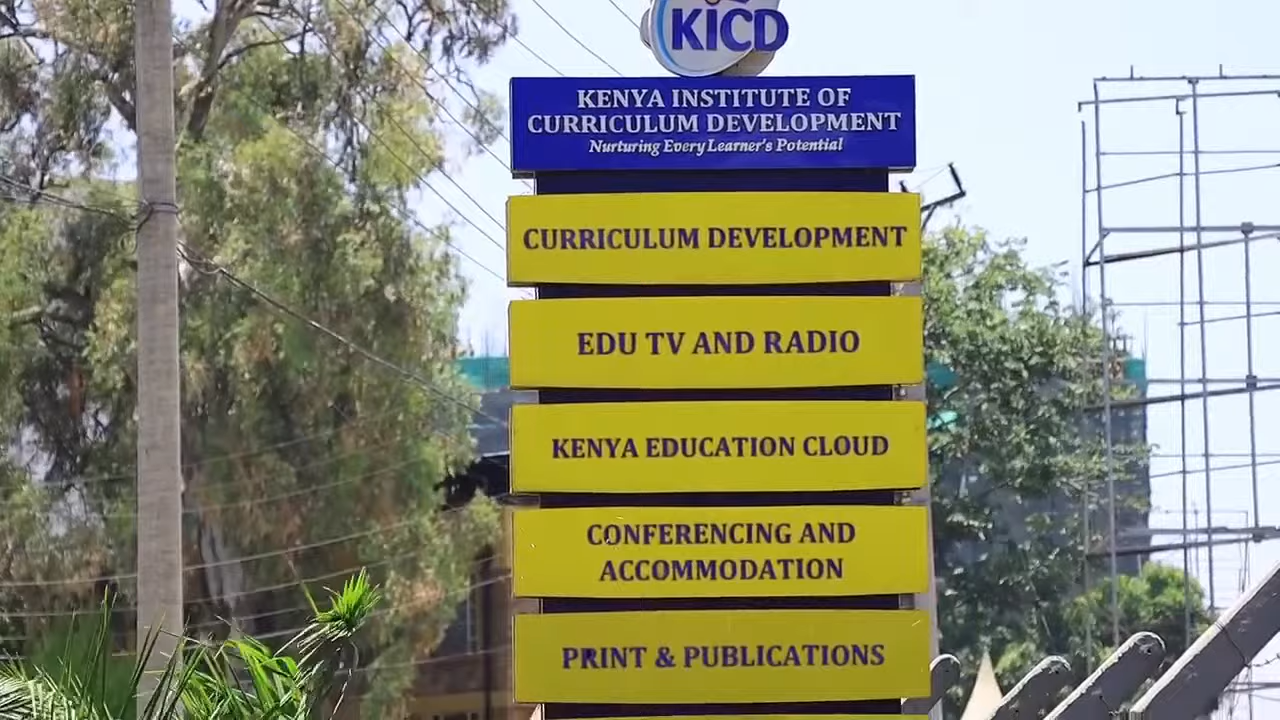 KICD
KENYA INSTITUTE OF
CURRICULUM DEVELOPMENT
Nurturing Every Learner's Potential
CURRICULUM DEVELOPMENT
EDU TV AND RADIO
KENYA EDUCATION CLOUD
CONFERENCING AND
ACCOMMODATION
PRINT & PUBLICATIONS